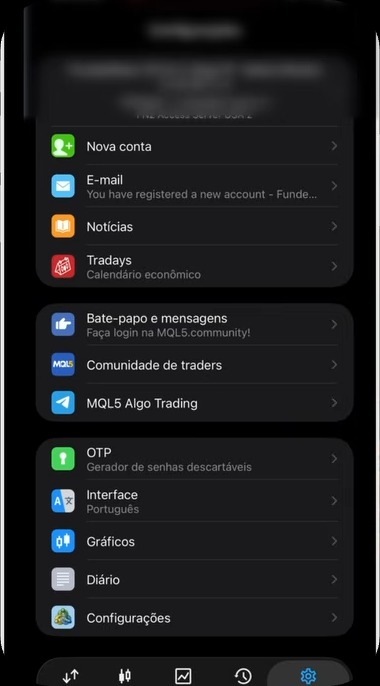 Nova conta
E-mail
You have registered a new account - Funde...
Notícias
Tradays
Calendário econômico
Bate-papo e mensagens
Faça login na MQL5.community!
MQL5
Comunidade de traders
MQL5 Algo Trading
OTP
Gerador de senhas descartáveis
Interface
Português
Gráficos
Diário
Configurações